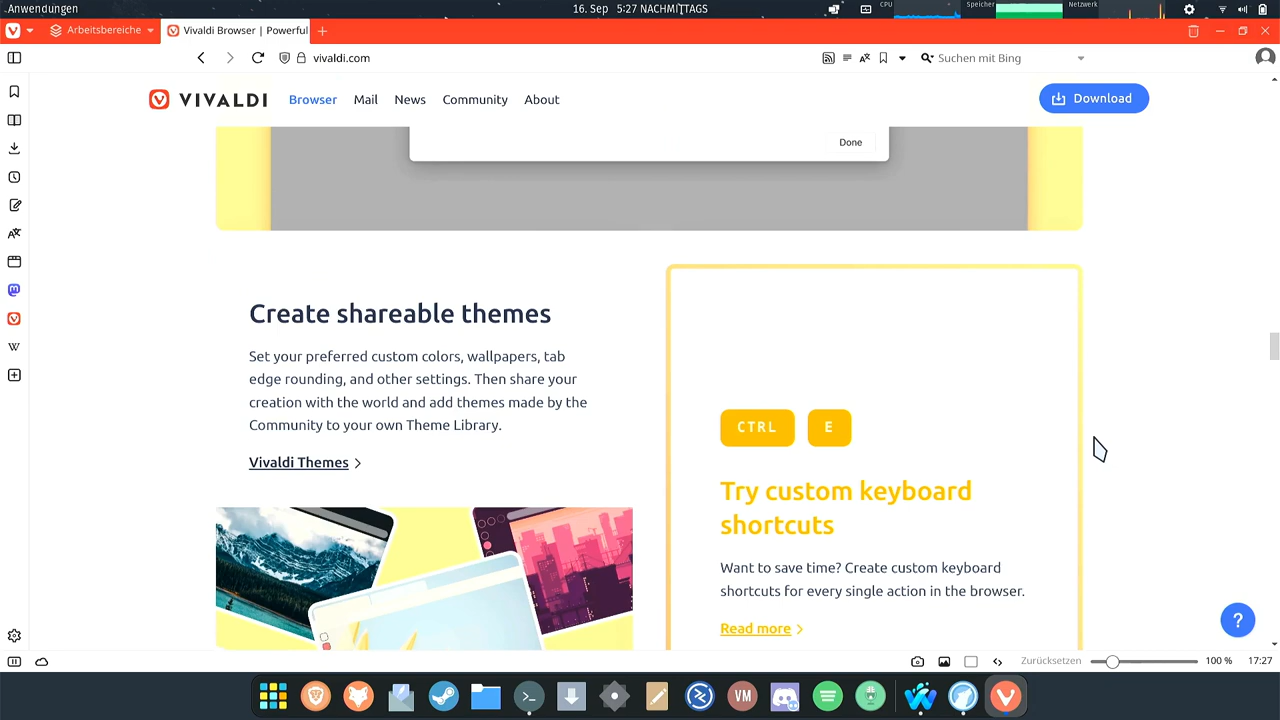 Anwendungen
16. Sep 5:27 NACHMITTAGS
CPU
Speicher
Netzwerk
Arbeitsbereiche
Vivaldi Browser | Powerful
vivaldi.com
Suchen mit Bing
VIVALDI
Browser
Mail
News
Community
About
Download
Done
Create shareable themes
Set your preferred custom colors, wallpapers, tab
edge rounding, and other settings. Then share your
creation with the world and add themes made by the
Community to your own Theme Library.
Vivaldi Themes
CTRL E
Try custom keyboard
shortcuts
Want to save time? Create custom keyboard
shortcuts for every single action in the browser.
Read more
?
Zurücksetzen
100 %
17:27
VM